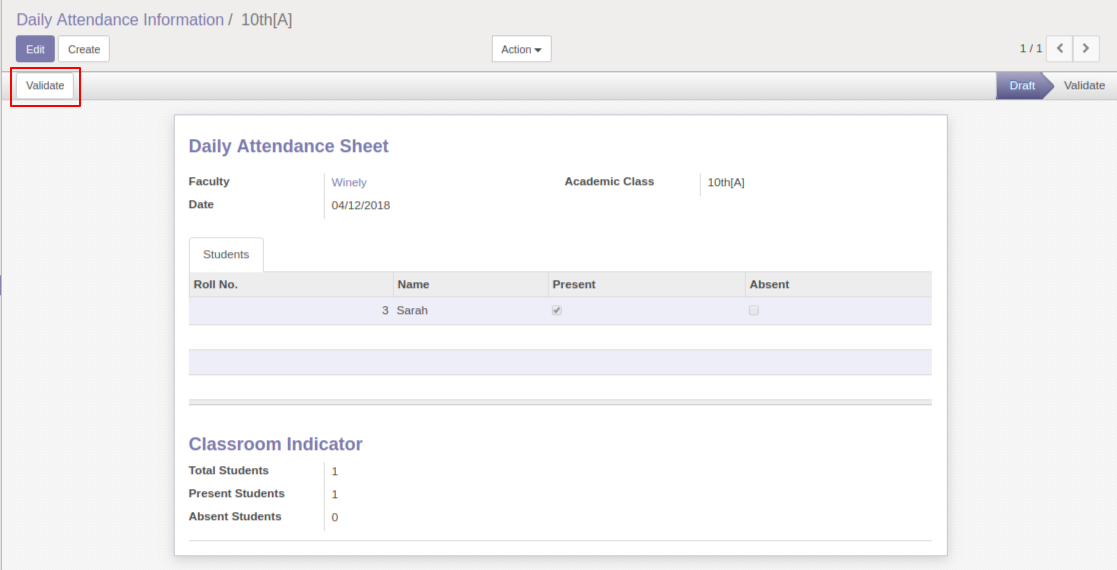 Daily Attendance Information / 10th[A]
Edit Create Action 1 / 1
Validate Draft Validate
Daily Attendance Sheet
Faculty Winely Academic Class 10th[A]
Date 04/12/2018
Students
Roll No. Name Present Absent
3 Sarah
Classroom Indicator
Total Students 1
Present Students 1
Absent Students 0